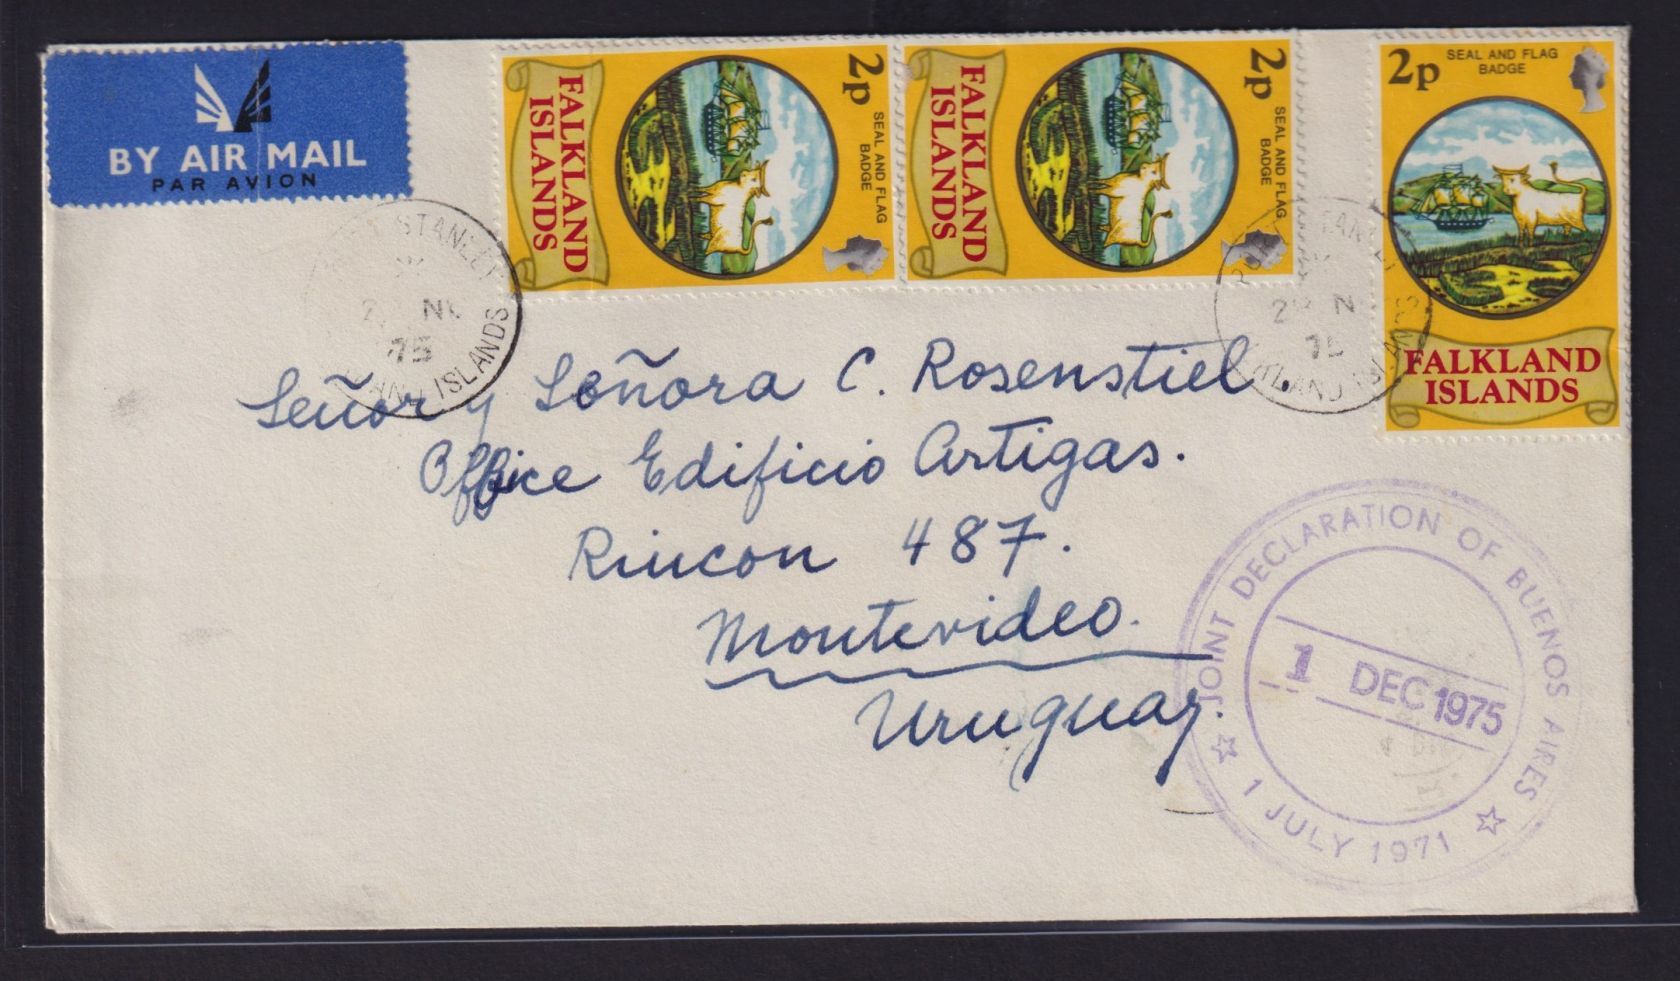 BY AIR MAIL
PAR AVION
2p
SEAL AND FLAG
BADGE
FALKLAND
ISLANDS
2p
SEAL AND FLAG
BADGE
FALKLAND
ISLANDS
2p
SEAL AND FLAG
BADGE
FALKLAND
ISLANDS
STANLEY
75
ISLANDS
Señor y Señora C. Rosenstiel
Office Edificio Artigas.
Rincon 487.
Montevideo.
Uruguay.
JOINT DECLARATION OF BUENOS AIRES
1 DEC 1975
☆ 1 JULY 1971 ☆